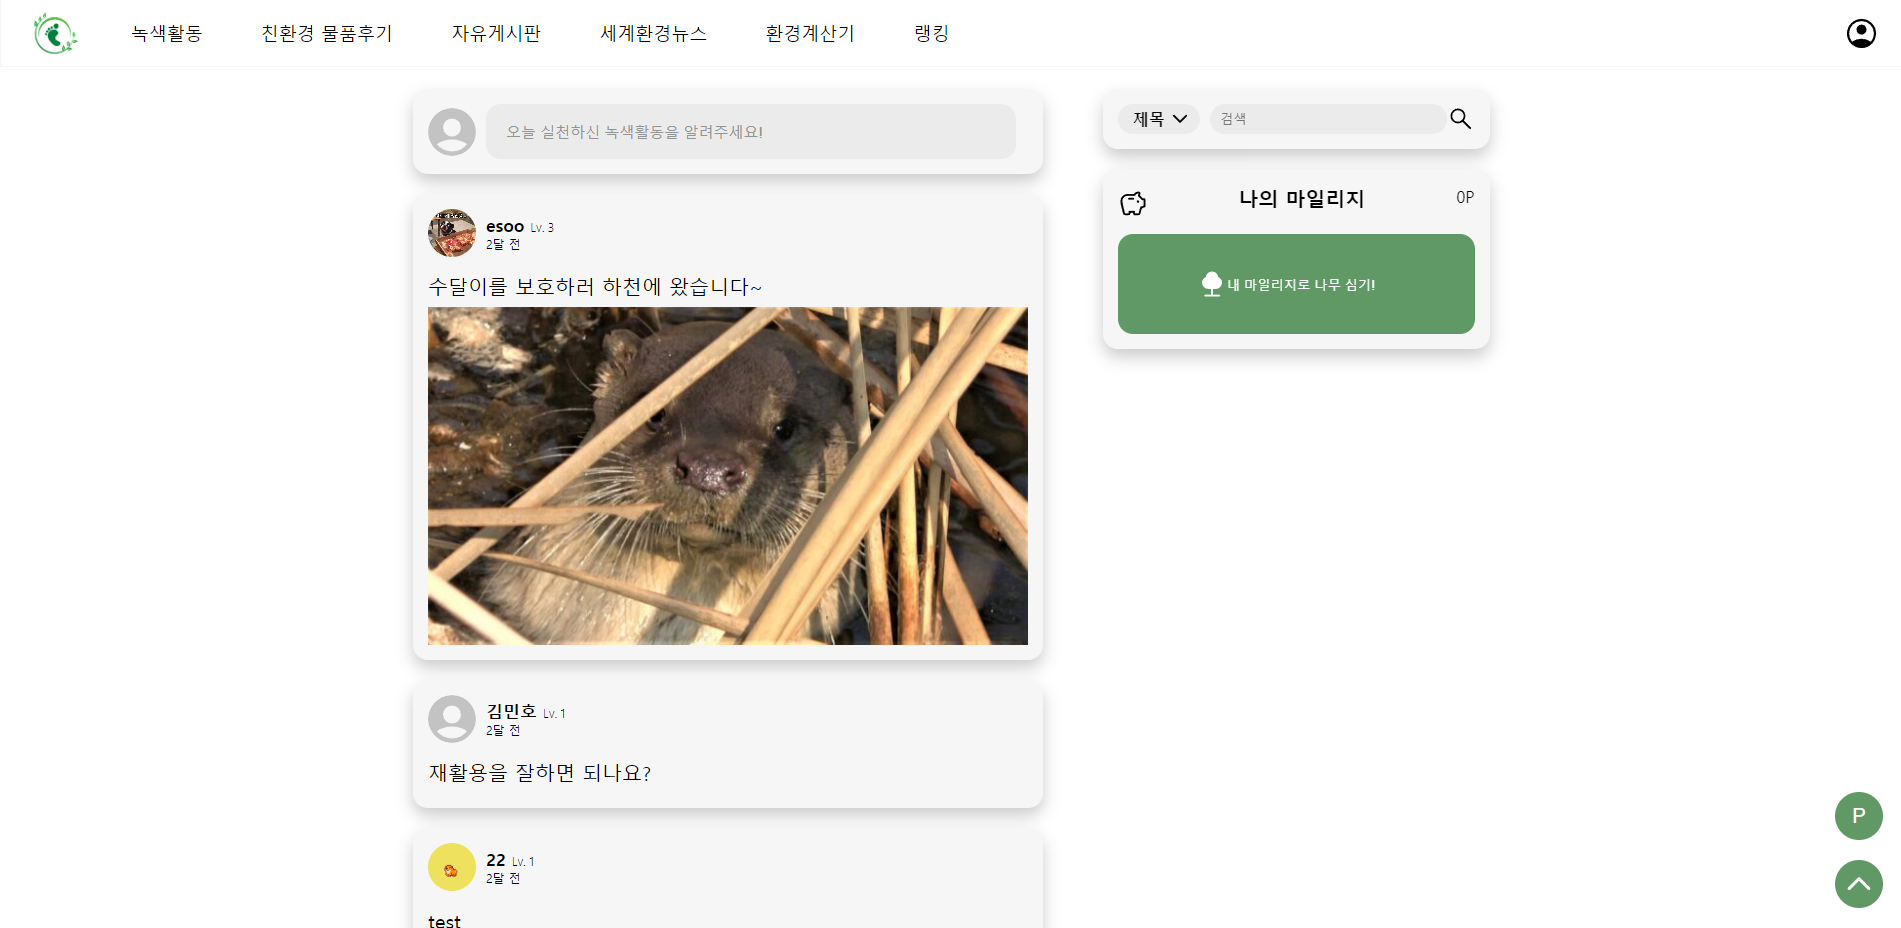 녹색활동 친환경 물품후기 자유게시판 세계환경뉴스 환경계산기 랭킹
오늘 실천하신 녹색활동을 알려주세요!
제목 검색
나의 마일리지 0P
내 마일리지로 나무 심기!
esoo Lv. 3
2달 전
수달이를 보호하러 하천에 왔습니다~
김민호 Lv. 1
2달 전
재활용을 잘하면 되나요?
22 Lv. 1
2달 전
test
P